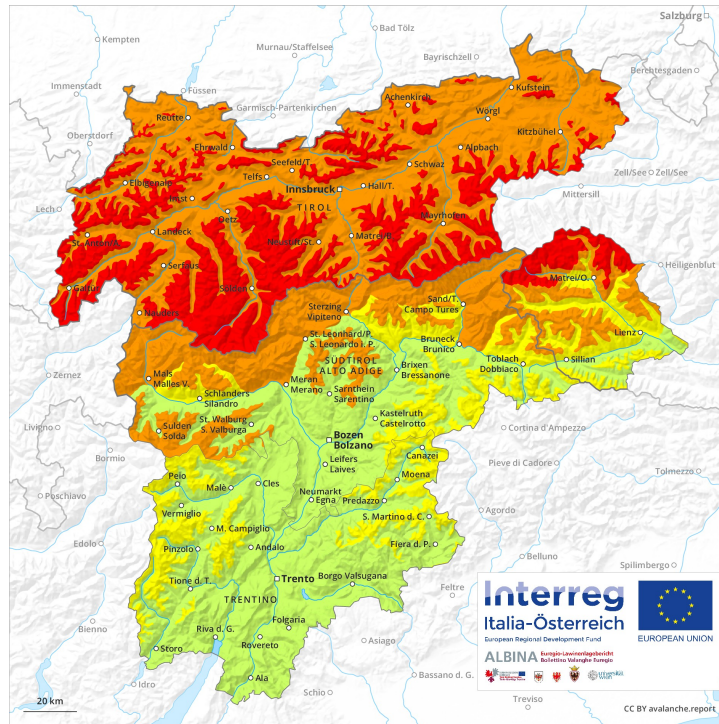 Salzburg
Kempten
Bad Tölz
Murnau/Staffelsee
Bayrischzell
Berchtesgaden
Immenstadt
Füssen
Garmisch-Partenkirchen
Achenkirch
Kufstein
Reutte
Wörgl
Oberstdorf
Ehrwald
Kitzbühel
Seefeld/T.
Alpbach
Schwaz
Telfs
Zell/See
Zell/See
Elbigenalp
Innsbruck
Hall/T.
Mittersill
Imst
TIROL
Lech
Oetz
Mayrhofen
Landeck
St. Anton/A.
Neustift/St.
Matrei/B.
Serfaus
Heiligenblut
Galtür
Sölden
Matrei/O.
Nauders
Sterzing
Vipiteno
Sand/T.
Campo Tures
St. Leonhard/P.
S. Leonardo i. P.
Lienz
Bruneck
Brunico
SÜDTIROL
ALTO ADIGE
Toblach
Dobbiaco
Sillian
Zernez
Mals
Malles V.
Brixen
Bressanone
Meran
Merano
Schlanders
Silandro
Sarnthein
Sarentino
Kastelruth
Castelrotto
St. Walburg
S. Valburga
Livigno
Sulden
Solda
Cortina d'Ampezzo
Bozen
Bolzano
Bormio
Canazei
Pieve di Cadore
Leifers
Laives
Tolmezzo
Peio
Moena
Malè
Cles
Poschiavo
Neumarkt
Egna
Predazzo
Vermiglio
Agordo
S. Martino d. C.
M. Campiglio
Edolo
Fiera d. P.
Pinzolo
Andalo
Belluno
Spilimbergo
Trento
Tione d. T.
Borgo Valsugana
Feltre
TRENTINO
Folgaria
Bienno
Riva d. G.
Rovereto
Asiago
Storo
Ala
Idro
Schio
Bassano d. G.
Treviso
20 km
Interreg
Italia-Österreich
European Regional Development Fund
EUROPEAN UNION
ALBINA
Euregio-Lawinenlagebericht
Bollettino Valanghe Euregio
universität
wien
CC BY avalanche.report